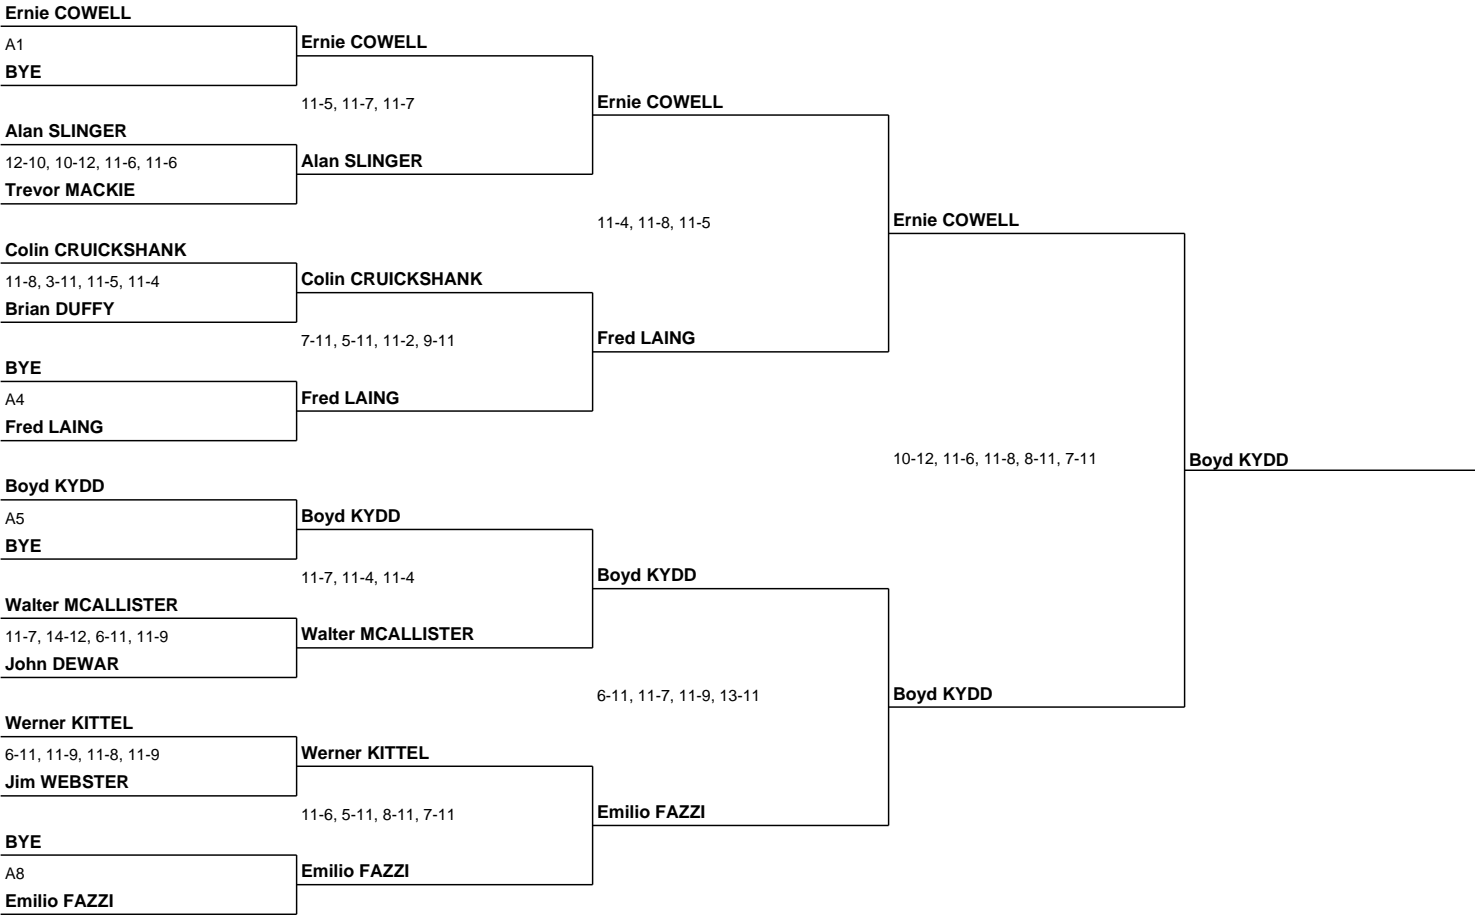 Ernie COWELL
A1
BYE
Alan SLINGER
12-10, 10-12, 11-6, 11-6
Trevor MACKIE
Colin CRUICKSHANK
11-8, 3-11, 11-5, 11-4
Brian DUFFY
BYE
A4
Fred LAING
Boyd KYDD
A5
BYE
Walter MCALLISTER
11-7, 14-12, 6-11, 11-9
John DEWAR
Werner KITTEL
6-11, 11-9, 11-8, 11-9
Jim WEBSTER
BYE
A8
Emilio FAZZI
Ernie COWELL
11-5, 11-7, 11-7
Alan SLINGER
Colin CRUICKSHANK
7-11, 5-11, 11-2, 9-11
Fred LAING
Boyd KYDD
11-7, 11-4, 11-4
Walter MCALLISTER
Werner KITTEL
11-6, 5-11, 8-11, 7-11
Emilio FAZZI
Ernie COWELL
11-4, 11-8, 11-5
Fred LAING
Boyd KYDD
6-11, 11-7, 11-9, 13-11
Emilio FAZZI
Ernie COWELL
10-12, 11-6, 11-8, 8-11, 7-11
Boyd KYDD
Boyd KYDD